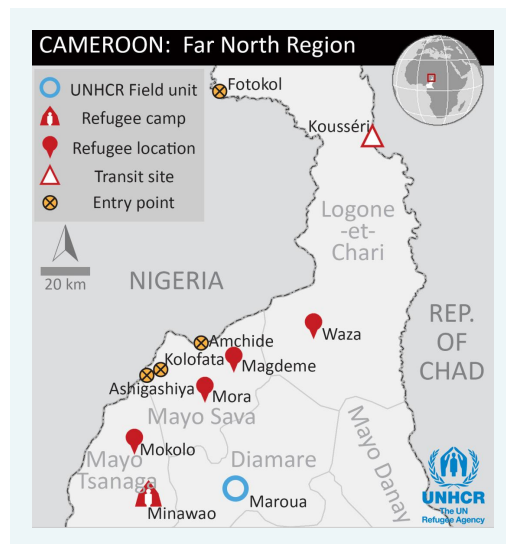 CAMEROON: Far North Region
UNHCR Field unit
Refugee camp
Refugee location
Transit site
Entry point
20 km
Fotokol
Kousséri
Logone
-et-
Chari
NIGERIA
REP.
OF
CHAD
Waza
Amchide
Kolofata
Magdeme
Ashigashiya
Mora
Mayo Sava
Mokolo
Mayo
Tsanaga
Diamare
Mayo Danay
Minawao
Maroua
UNHCR
The UN
Refugee Agency